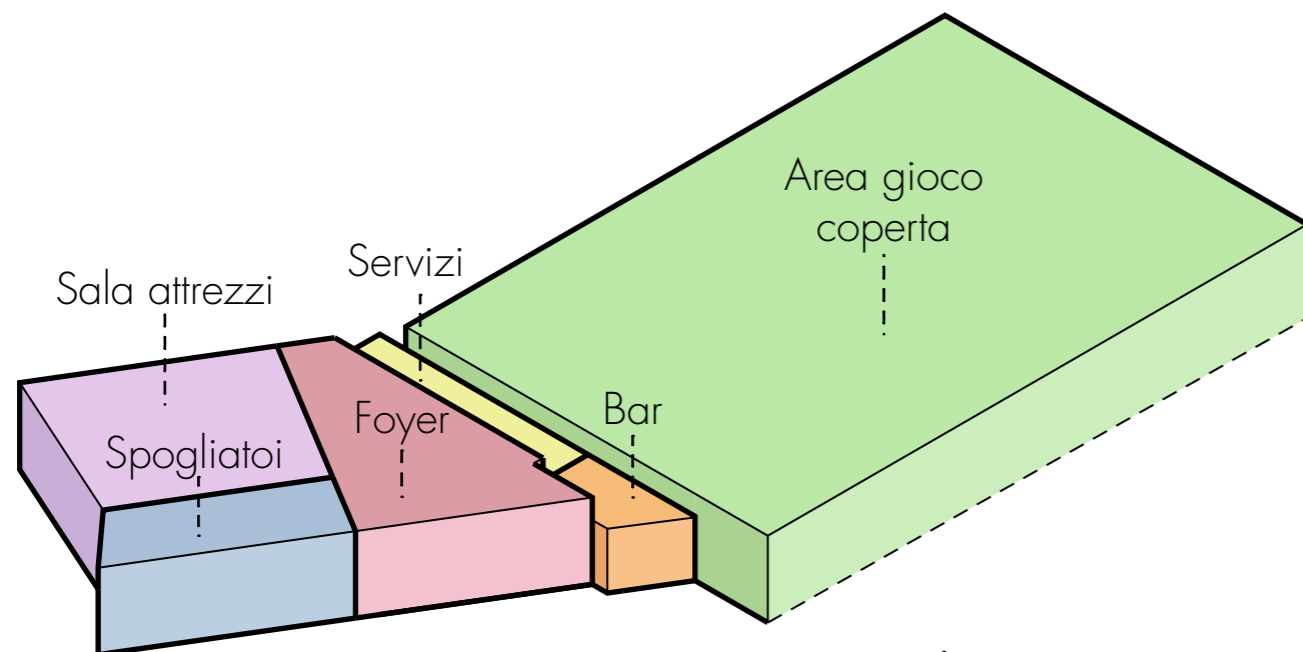 Area gioco
coperta
Servizi
Sala attrezzi
Bar
Foyer
Spogliatoi